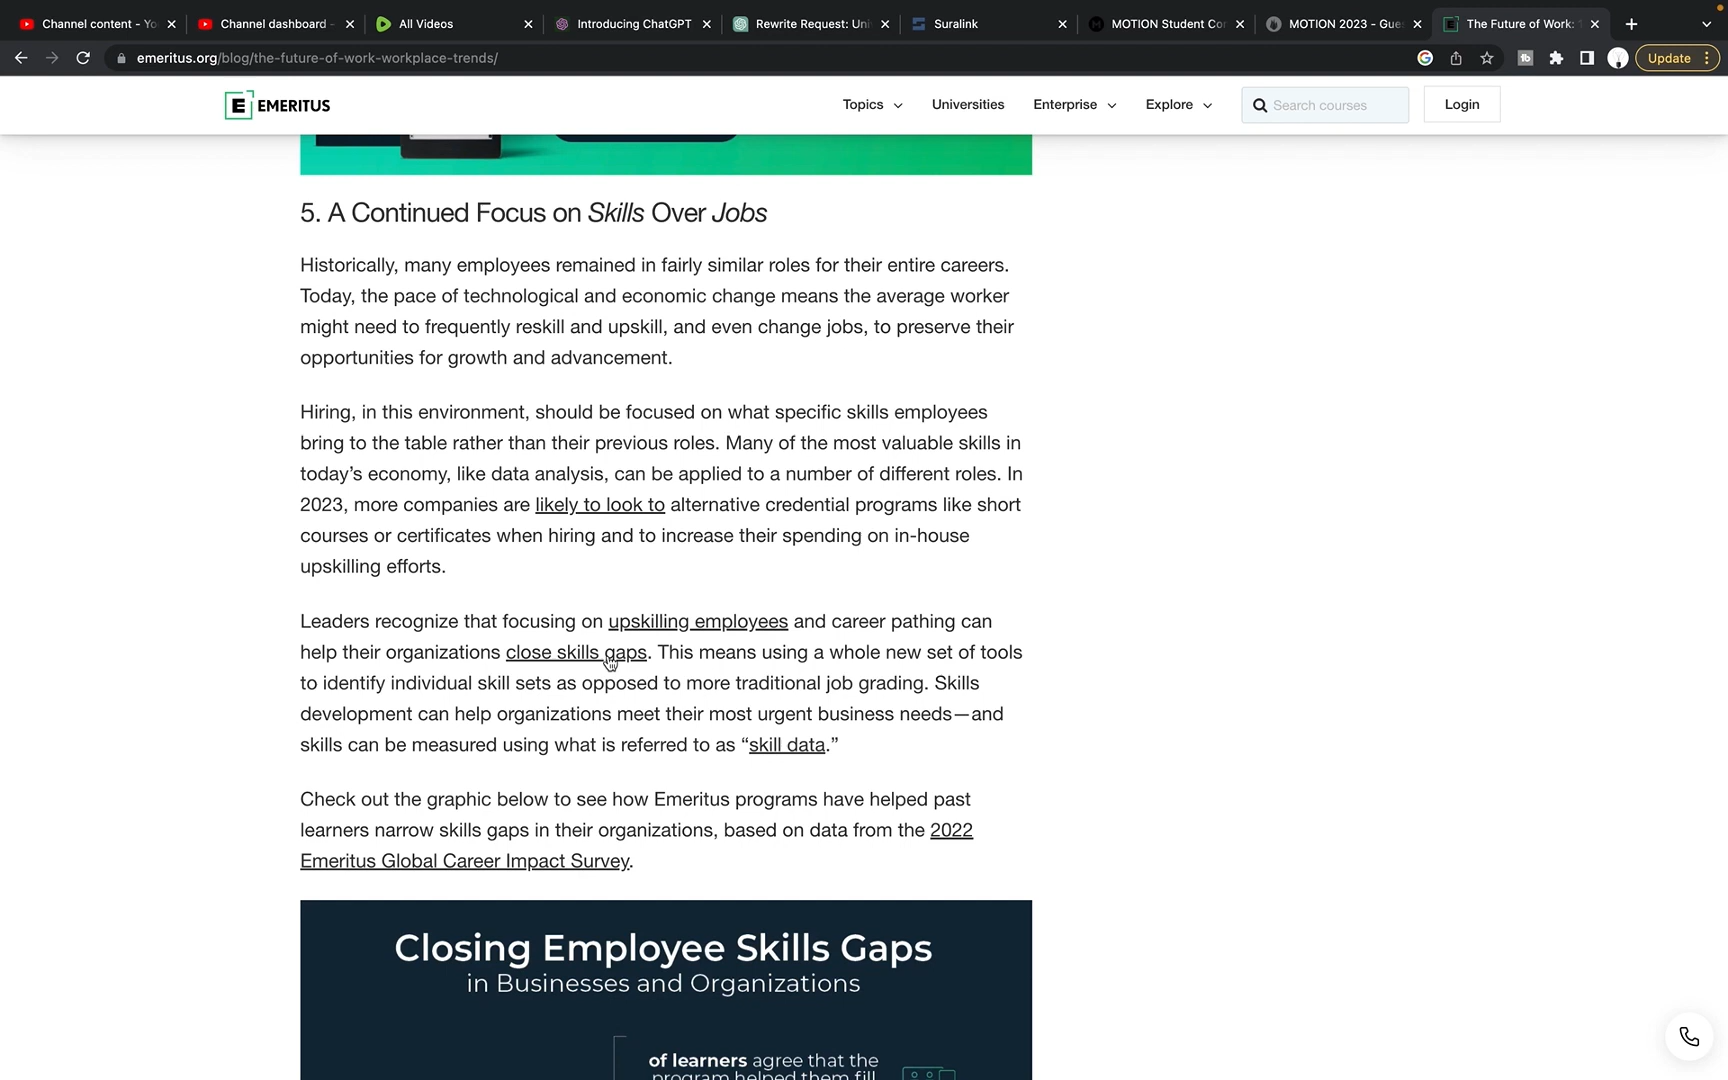 Channel content - Yo
Channel dashboard -
All Videos
Introducing ChatGPT
Rewrite Request: Uni
Suralink
MOTION Student Con
MOTION 2023 - Gues
The Future of Work:
emeritus.org/blog/the-future-of-work-workplace-trends/
Update
E EMERITUS
Topics
Universities
Enterprise
Explore
Search courses
Login
5. A Continued Focus on Skills Over Jobs
Historically, many employees remained in fairly similar roles for their entire careers.
Today, the pace of technological and economic change means the average worker
might need to frequently reskill and upskill, and even change jobs, to preserve their
opportunities for growth and advancement.
Hiring, in this environment, should be focused on what specific skills employees
bring to the table rather than their previous roles. Many of the most valuable skills in
today’s economy, like data analysis, can be applied to a number of different roles. In
2023, more companies are likely to look to alternative credential programs like short
courses or certificates when hiring and to increase their spending on in-house
upskilling efforts.
Leaders recognize that focusing on upskilling employees and career pathing can
help their organizations close skills gaps. This means using a whole new set of tools
to identify individual skill sets as opposed to more traditional job grading. Skills
development can help organizations meet their most urgent business needs—and
skills can be measured using what is referred to as “skill data.”
Check out the graphic below to see how Emeritus programs have helped past
learners narrow skills gaps in their organizations, based on data from the 2022
Emeritus Global Career Impact Survey.
Closing Employee Skills Gaps
in Businesses and Organizations
of learners agree that the
program helped them fill